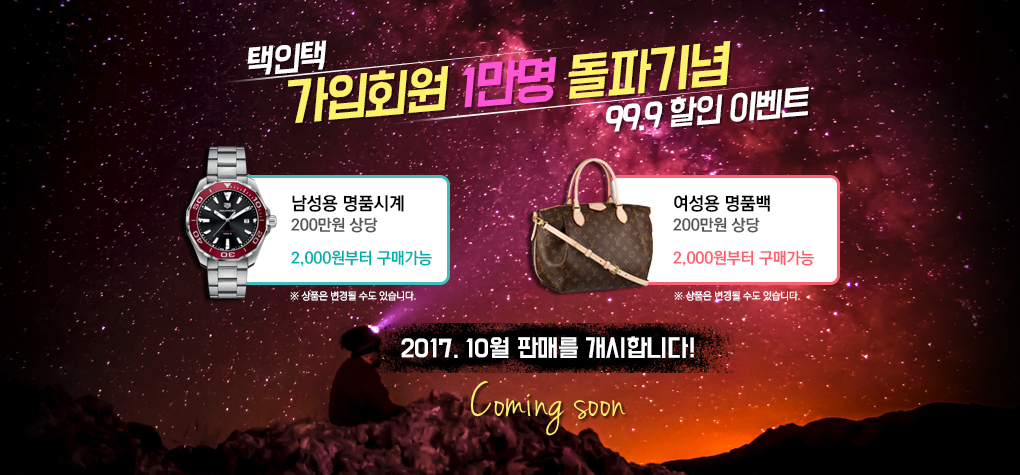 택인택
가입회원 1만명 돌파기념
99.9 할인 이벤트
남성용 명품시계
200만원 상당
2,000원부터 구매가능
※ 상품은 변경될 수도 있습니다.
여성용 명품백
200만원 상당
2,000원부터 구매가능
※ 상품은 변경될 수도 있습니다.
2017. 10월 판매를 개시합니다!
Coming soon